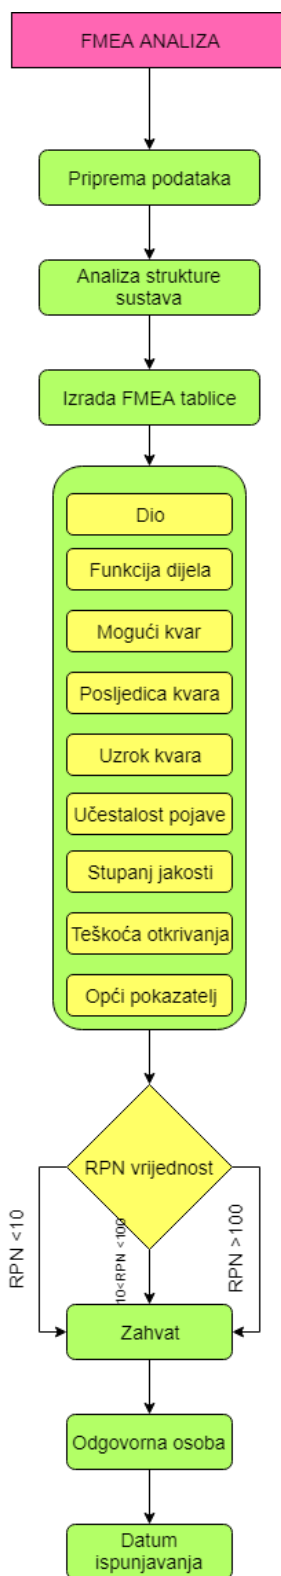 FMEA ANALIZA
Priprema podataka
Analiza strukture
sustava
Izrada FMEA tablice
Dio
Funkcija dijela
Mogući kvar
Posljedica kvara
Uzrok kvara
Učestalost pojave
Stupanj jakosti
Teškoća otkrivanja
Opći pokazatelj
RPN vrijednost
RPN <10
10<RPN <100
RPN >100
Zahvat
Odgovorna osoba
Datum
ispunjavanja